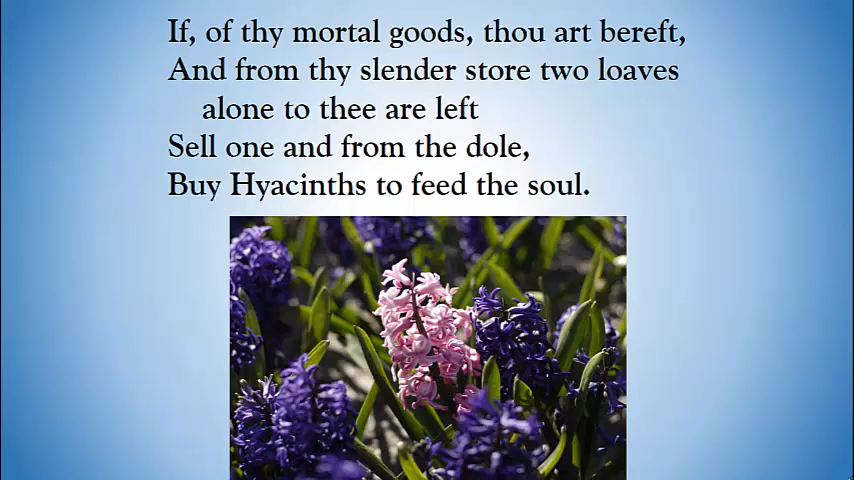 If, of thy mortal goods, thou art bereft,
And from thy slender store two loaves
alone to thee are left
Sell one and from the dole,
Buy Hyacinths to feed the soul.